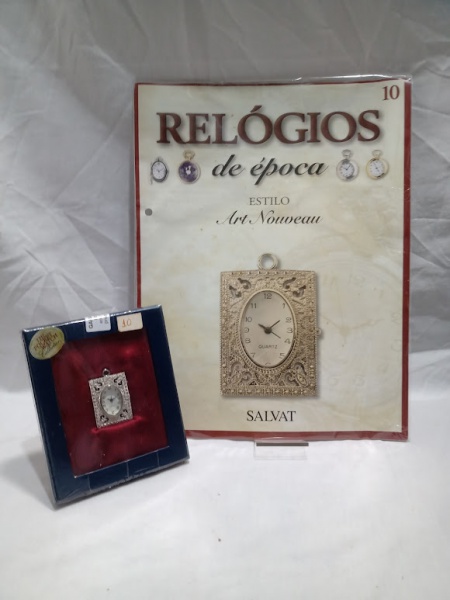 10
RELÓGIOS
de época
ESTILO
Art Nouveau
QUARTZ
SALVAT
10